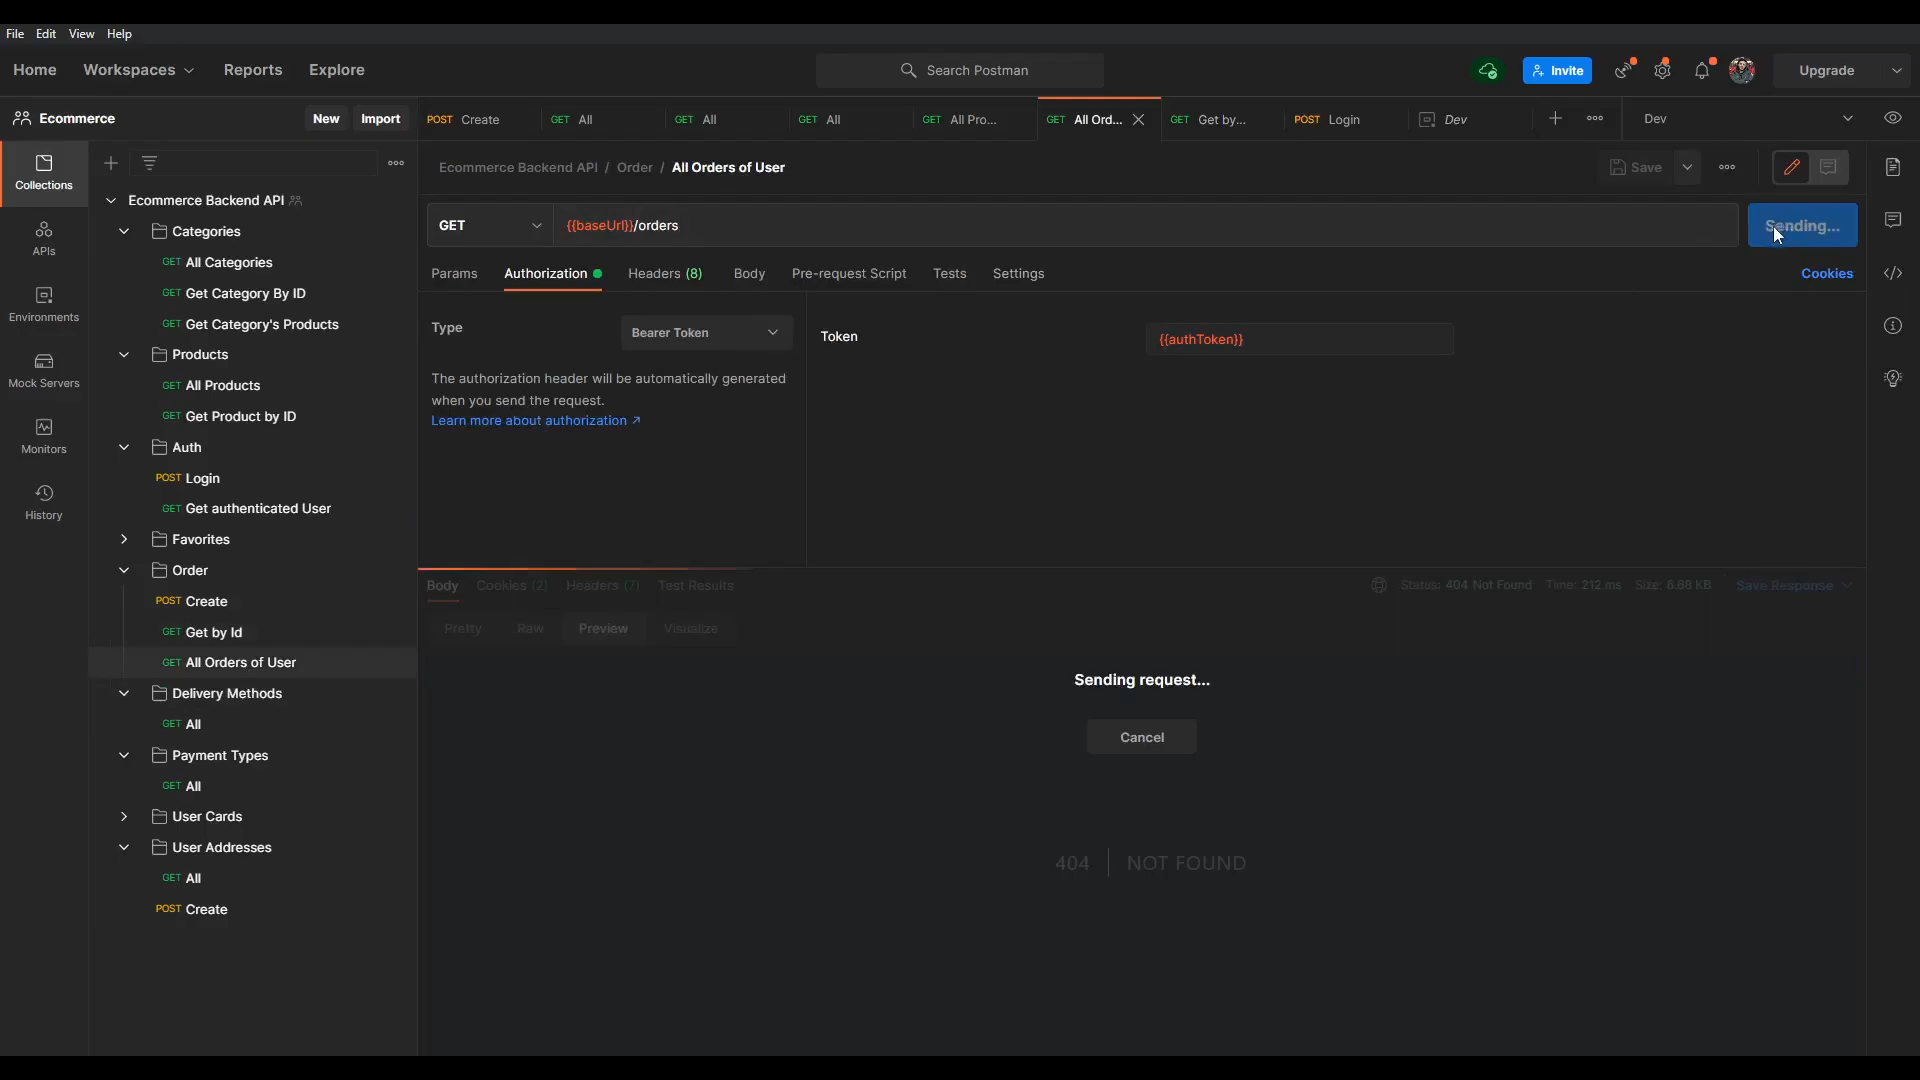 File Edit View Help
Home Workspaces Reports Explore
Search Postman
Invite
Upgrade
Ecommerce
New Import
POST Create
GET All
GET All
GET All
GET All Pro...
GET All Ord...
GET Get by...
POST Login
Dev
Dev
Collections
APIs
Environments
Mock Servers
Monitors
History
Ecommerce Backend API
Categories
GET All Categories
GET Get Category By ID
GET Get Category's Products
Products
GET All Products
GET Get Product by ID
Auth
POST Login
GET Get authenticated User
Favorites
Order
POST Create
GET Get by Id
GET All Orders of User
Delivery Methods
GET All
Payment Types
GET All
User Cards
User Addresses
GET All
POST Create
Ecommerce Backend API / Order / All Orders of User
Save
GET {{baseUrl}}/orders
Sending...
Params Authorization Headers (8) Body Pre-request Script Tests Settings
Cookies
Type
Bearer Token
The authorization header will be automatically generated
when you send the request.
Learn more about authorization ↗
Token
{{authToken}}
Body Cookies (2) Headers (7) Test Results
Status: 404 Not Found Time: 212 ms Size: 6.68 KB Save Response
Pretty Raw Preview Visualize
Sending request...
Cancel
404 NOT FOUND